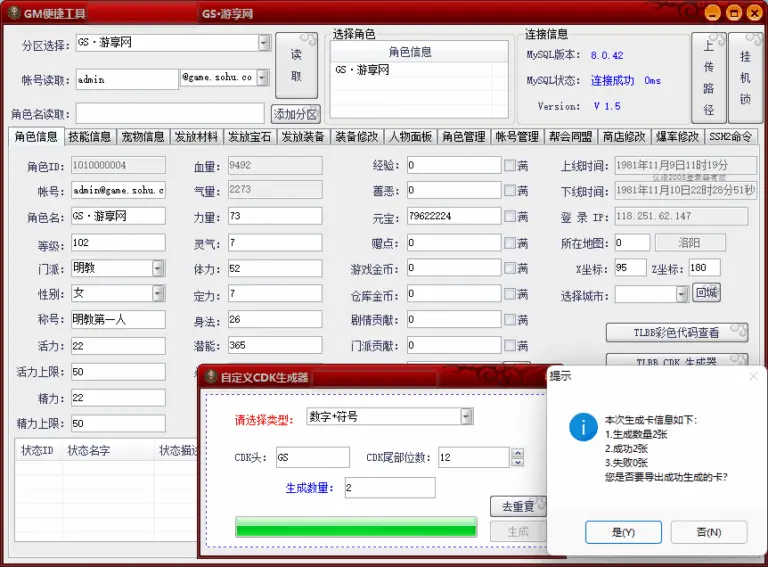 GM便捷工具
GS·游享网
分区选择: GS·游享网
帐号读取: admin @game.sohu.co
角色名读取:
读取
添加分区
选择角色
角色信息
GS·游享网
连接信息
MySQL版本: 8.0.42
MySQL状态: 连接成功 0ms
Version: V 1.5
上传路径
挂机锁
角色信息 技能信息 宠物信息 发放材料 发放宝石 发放装备 装备修改 人物面板 角色管理 帐号管理 帮会同盟 商店修改 爆率修改 SSH2命令
角色ID: 1010000004 血量: 9492 经验: 0 满 上线时间: 1981年11月9日11时19分
帐号: admin@game.sohu.c 气量: 2273 善恶: 0 满 下线时间: 1981年11月10日22时28分51秒
角色名: GS·游享网 力量: 73 元宝: 79622224 满 登 录 IP: 118.251.62.147
等级: 102 灵气: 7 赠点: 0 满 所在地图: 0 洛阳
门派: 明教 体力: 52 游戏金币: 0 满 X坐标: 95 Z坐标: 180
性别: 女 定力: 7 仓库金币: 0 满 选择城市: 回城
称号: 明教第一人 身法: 26 剧情贡献: 0 满 TLBB彩色代码查看
活力: 22 潜能: 365 门派贡献: 0 满 TLBB CDK 生成器
活力上限: 50
精力: 22
精力上限: 50
状态ID 状态名字 状态描述
自定义CDK生成器
请选择类型: 数字+符号
CDK头: GS CDK尾部位数: 12
生成数量: 2
去重复
生成
提示
本次生成卡信息如下:
1.生成数量2张
2.成功2张
3.失败0张
您是否要导出成功生成的卡?
是(Y) 否(N)